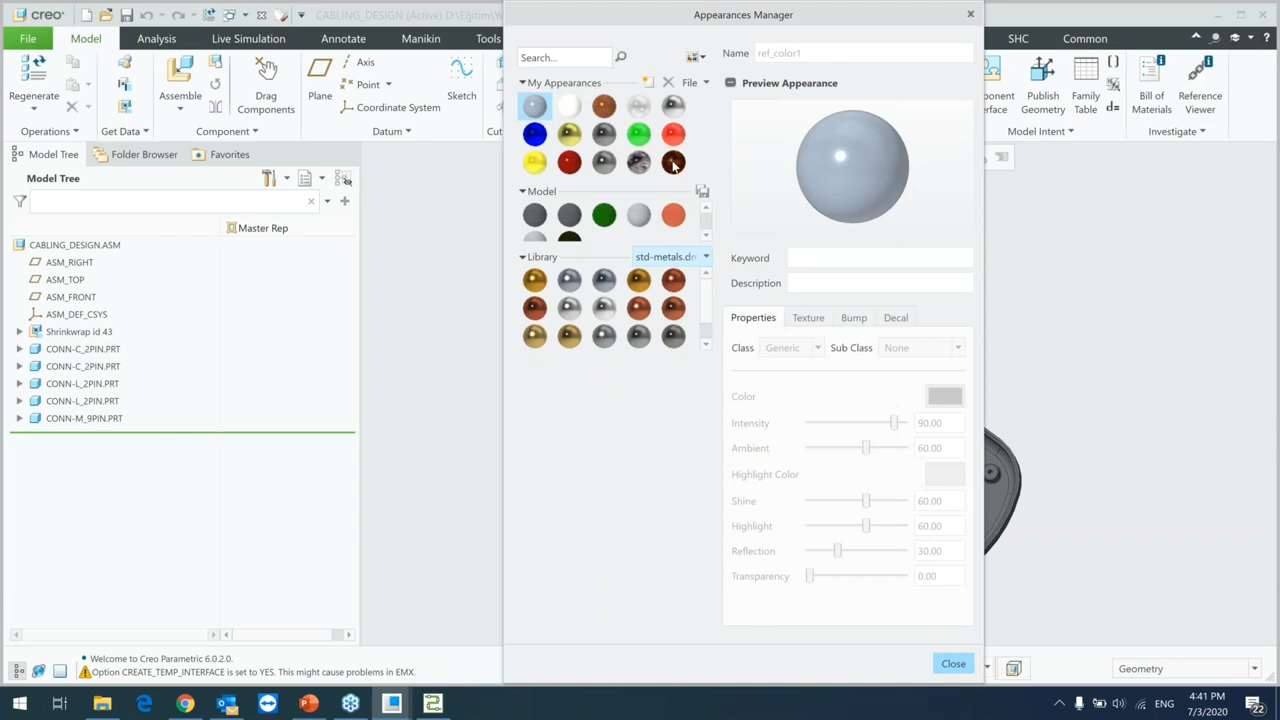 creo
CABLING_DESIGN (Active) D:\Eğitim\Ye
Appearances Manager
File
Model
Analysis
Live Simulation
Annotate
Manikin
Tools
SHC
Common
Regenerate
Assemble
Drag
Components
Plane
Axis
Point
Coordinate System
Sketch
Publish
Geometry
Family
Table
Bill of
Materials
Reference
Viewer
Operations
Get Data
Component
Datum
Model Intent
Investigate
Model Tree
Folder Browser
Favorites
Model Tree
Master Rep
CABLING_DESIGN.ASM
ASM_RIGHT
ASM_TOP
ASM_FRONT
ASM_DEF_CSYS
Shrinkwrap id 43
CONN-C_2PIN.PRT
CONN-C_2PIN.PRT
CONN-L_2PIN.PRT
CONN-L_2PIN.PRT
CONN-M_9PIN.PRT
Search...
My Appearances
File
Model
Library
std-metals.dm
Name
ref_color1
Preview Appearance
Keyword
Description
Properties
Texture
Bump
Decal
Class
Generic
Sub Class
None
Color
Intensity
90.00
Ambient
60.00
Highlight Color
Shine
60.00
Highlight
60.00
Reflection
30.00
Transparency
0.00
Close
Welcome to Creo Parametric 6.0.2.0.
Option CREATE_TEMP_INTERFACE is set to YES. This might cause problems in EMX.
Geometry
ENG
4:41 PM
7/3/2020
22